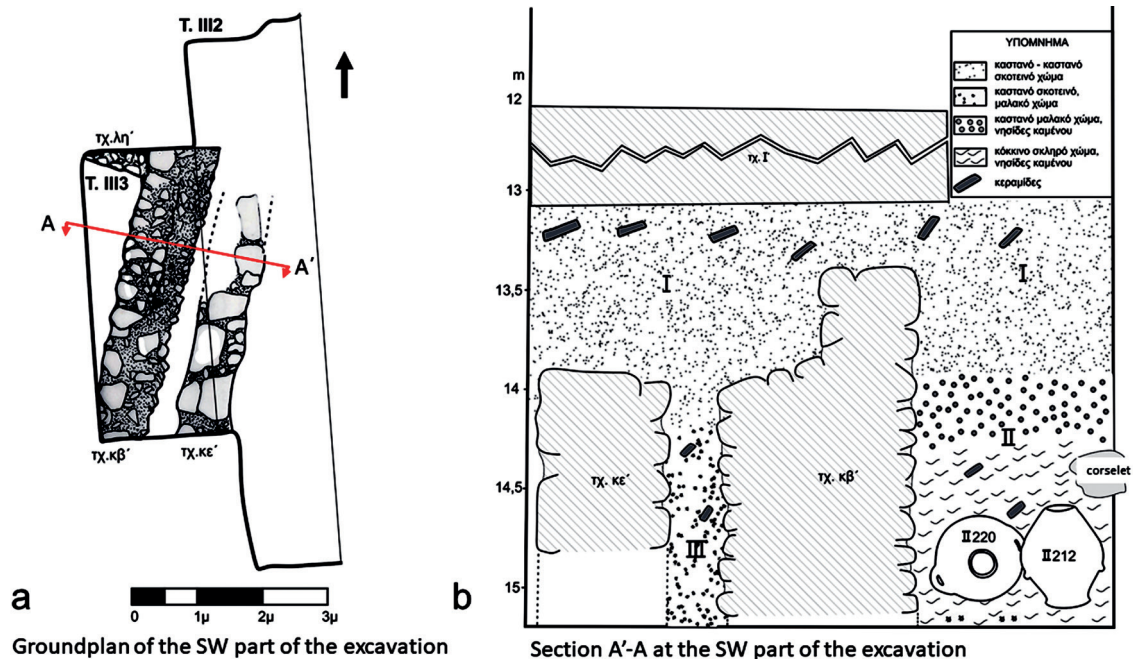 T. III2
τχ.λη΄
T. III3
A
A΄
τχ.κβ΄
τχ.κε΄
a
0 1μ 2μ 3μ
Groundplan of the SW part of the excavation
m
12
13
13,5
14
14,5
15
ΥΠΟΜΝΗΜΑ
καστανό - καστανό
σκοτεινό χώμα
καστανό σκοτεινό,
μαλακό χώμα
καστανό μαλακό χώμα,
νησίδες καμένου
κόκκινο σκληρό χώμα,
νησίδες καμένου
κεραμίδες
τχ. Ι΄
I
I
II
III
τχ. κε΄
τχ. κβ΄
corselet
II220
II212
b
Section A'-A at the SW part of the excavation